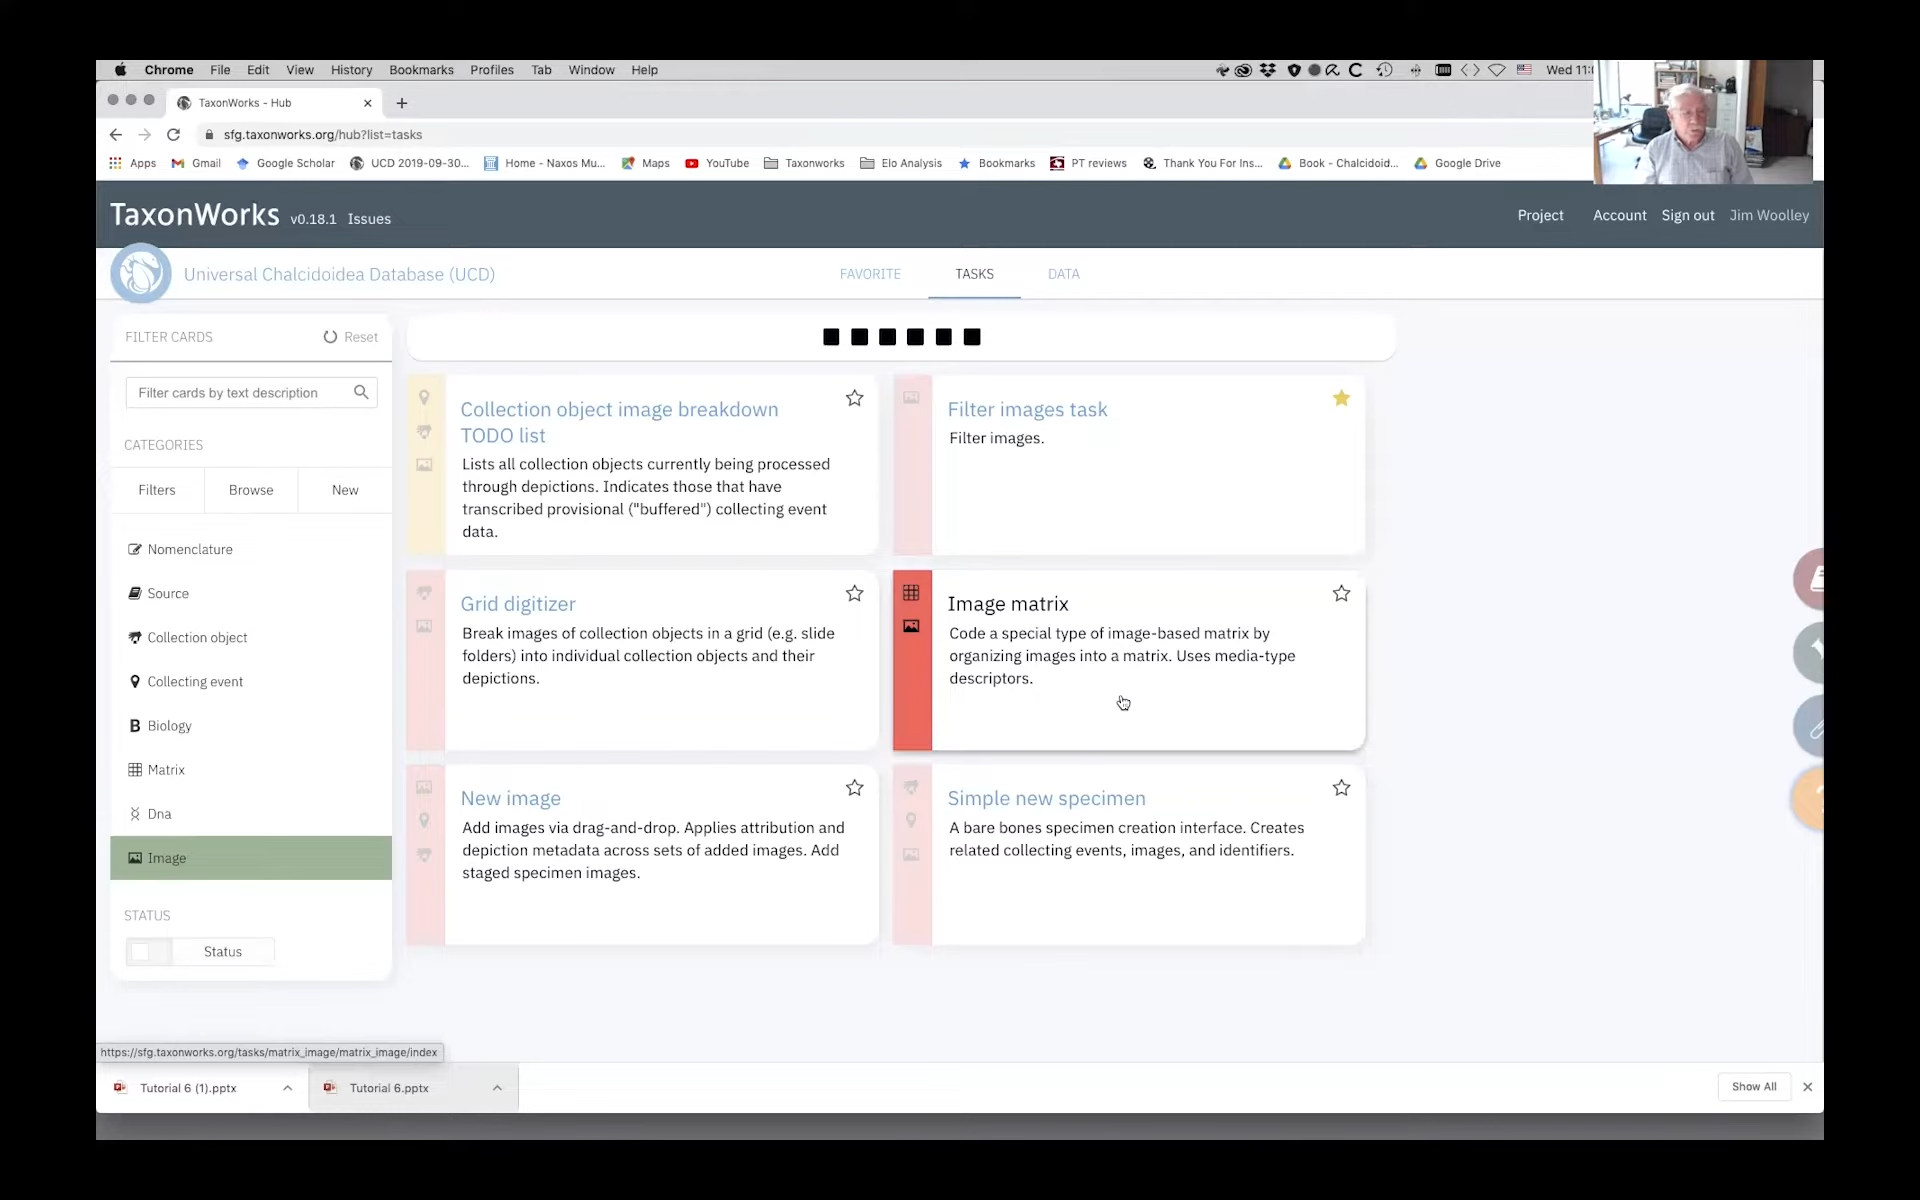 Chrome File Edit View History Bookmarks Profiles Tab Window Help
TaxonWorks - Hub
sfg.taxonworks.org/hub?list=tasks
Apps Gmail Google Scholar UCD 2019-09-30... Home - Naxos Mu... Maps YouTube Taxonworks Elo Analysis Bookmarks PT reviews Thank You For Ins... Book - Chalcidoid... Google Drive
TaxonWorks v0.18.1 Issues Project Account Sign out Jim Woolley
Universal Chalcidoidea Database (UCD) FAVORITE TASKS DATA
FILTER CARDS Reset
Filter cards by text description
CATEGORIES
Filters Browse New
Nomenclature
Source
Collection object
Collecting event
B Biology
Matrix
Dna
Image
STATUS
Status
Collection object image breakdown
TODO list
Lists all collection objects currently being processed
through depictions. Indicates those that have
transcribed provisional ("buffered") collecting event
data.
Filter images task
Filter images.
Grid digitizer
Break images of collection objects in a grid (e.g. slide
folders) into individual collection objects and their
depictions.
Image matrix
Code a special type of image-based matrix by
organizing images into a matrix. Uses media-type
descriptors.
New image
Add images via drag-and-drop. Applies attribution and
depiction metadata across sets of added images. Add
staged specimen images.
Simple new specimen
A bare bones specimen creation interface. Creates
related collecting events, images, and identifiers.
https://sfg.taxonworks.org/tasks/matrix_image/matrix_image/index
Tutorial 6 (1).pptx Tutorial 6.pptx Show All